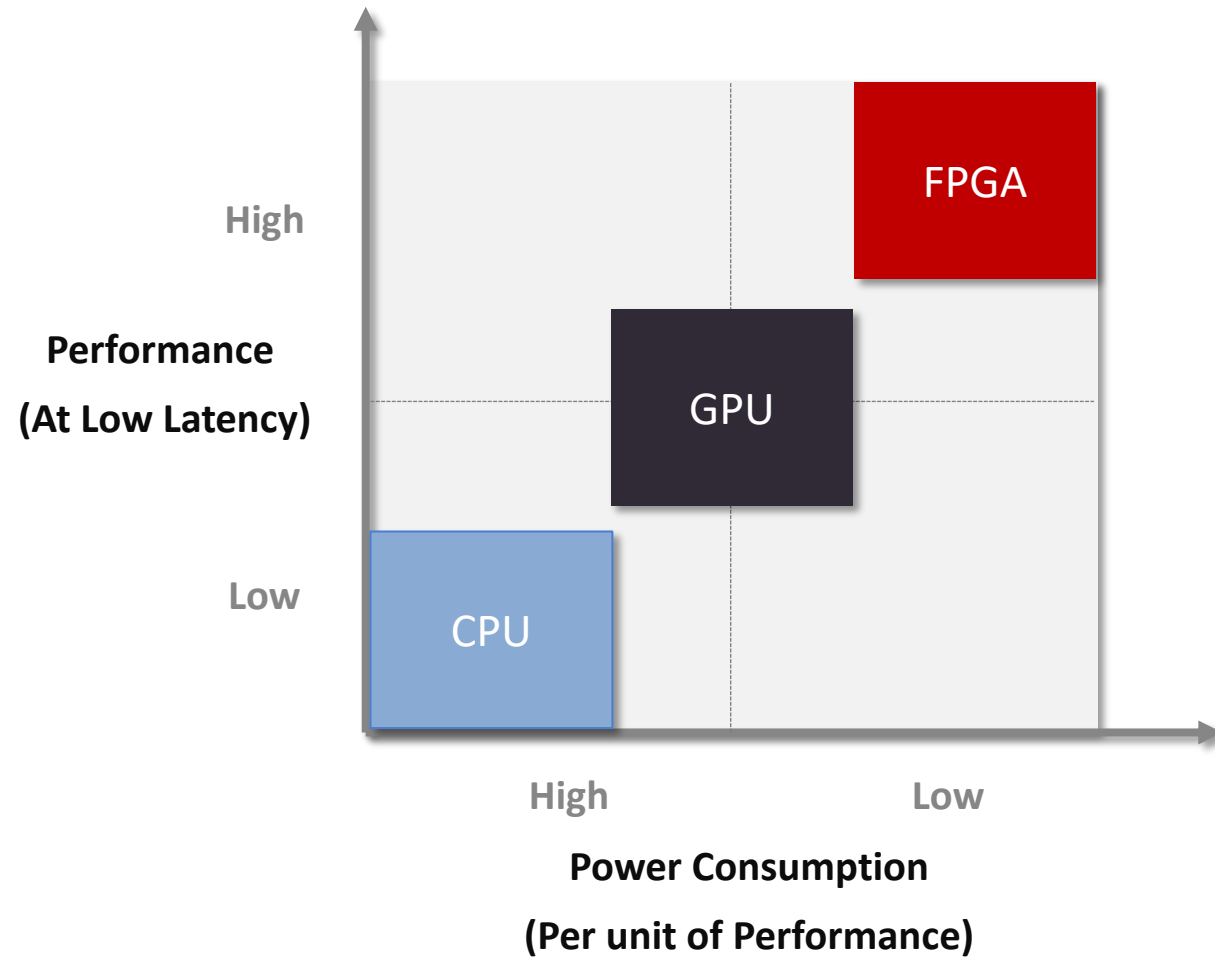 FPGA
High
Performance
(At Low Latency)
GPU
Low
CPU
High
Low
Power Consumption
(Per unit of Performance)